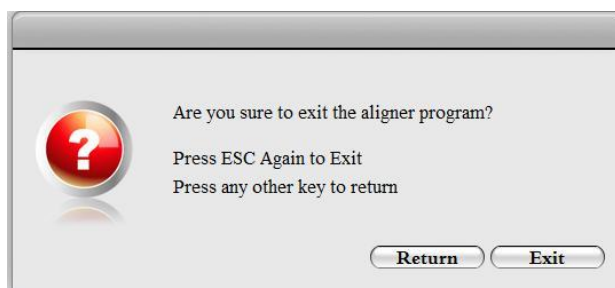 Are you sure to exit the aligner program?
Press ESC Again to Exit
Press any other key to return
Return Exit